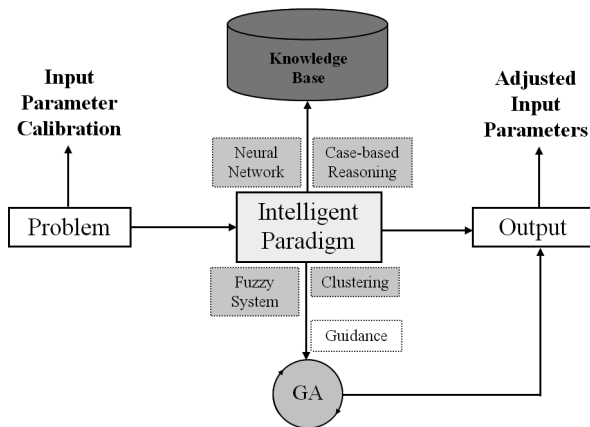 Knowledge
Base
Input
Parameter
Calibration
Adjusted
Input
Parameters
Neural
Network
Case-based
Reasoning
Problem
Intelligent
Paradigm
Output
Fuzzy
System
Clustering
Guidance
GA